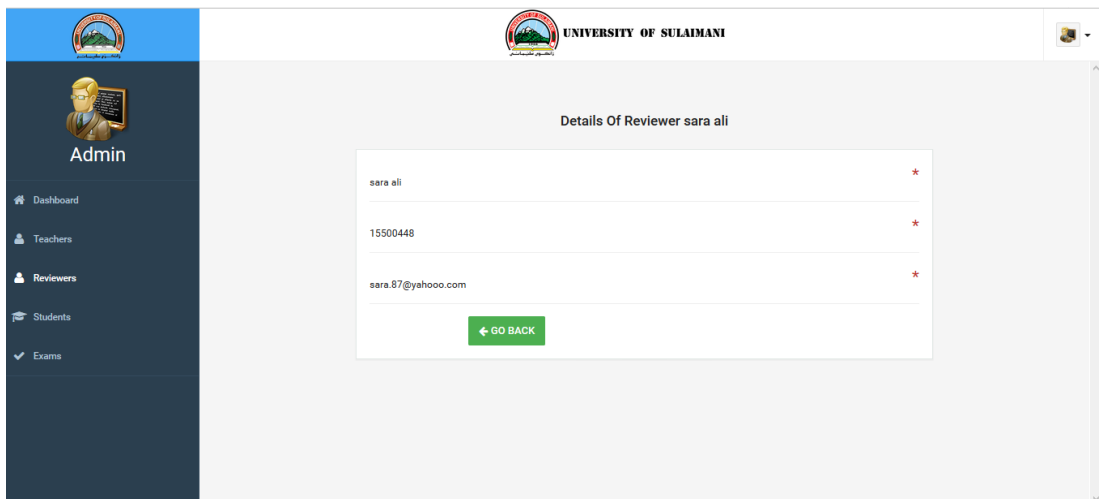 UNIVERSITY OF SULAIMANI
Admin
Dashboard
Teachers
Reviewers
Students
Exams
Details Of Reviewer sara ali
sara ali
*
15500448
*
sara.87@yahooo.com
*
GO BACK